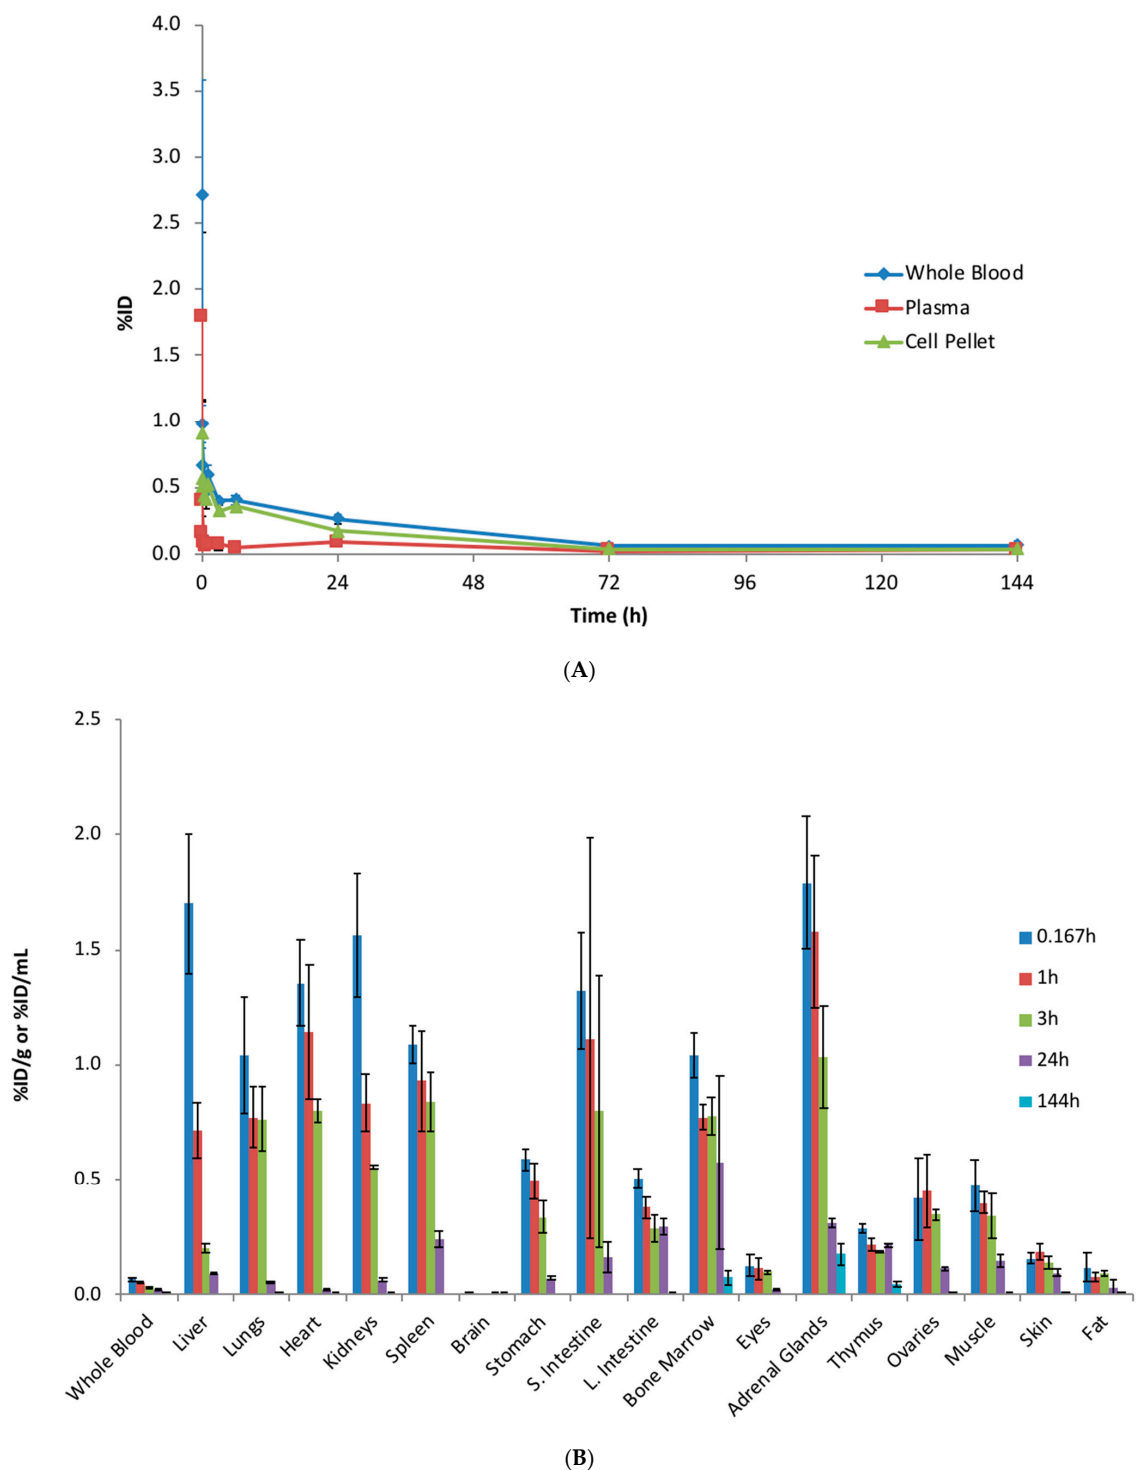 4.0
3.5
3.0
2.5
2.0
1.5
1.0
0.5
0.0
%ID
0 24 48 72 96 120 144
Time (h)
Whole Blood
Plasma
Cell Pellet
(A)
2.5
2.0
1.5
1.0
0.5
0.0
%ID/g or %ID/mL
0.167h
1h
3h
24h
144h
Whole Blood
Liver
Lungs
Heart
Kidneys
Spleen
Brain
Stomach
S. Intestine
L. Intestine
Bone Marrow
Eyes
Adrenal Glands
Thymus
Ovaries
Muscle
Skin
Fat
(B)